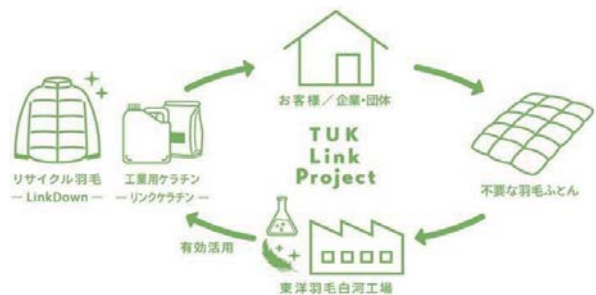 お客様／企業・団体
TUK
Link
Project
リサイクル羽毛
― LinkDown ―
工業用ケラチン
― リンクケラチン ―
不要な羽毛ふとん
有効活用
東洋羽毛白河工場